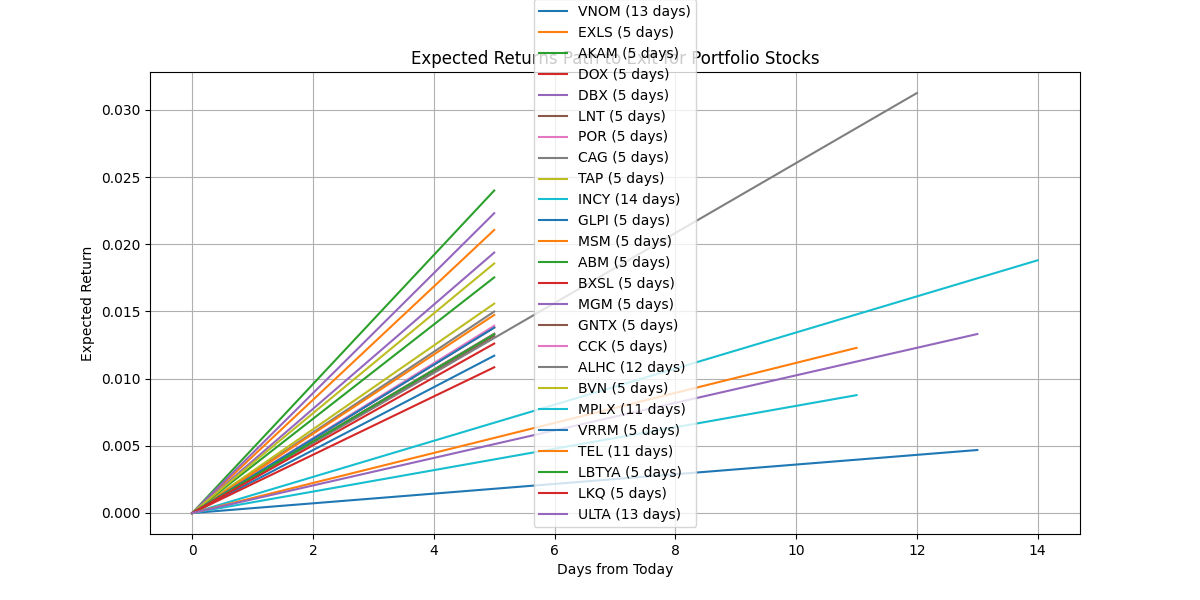 VNOM (13 days)
EXLS (5 days)
AKAM (5 days)
Expected Returns Path to Exit for Portfolio Stocks
DOX (5 days)
DBX (5 days)
LNT (5 days)
POR (5 days)
CAG (5 days)
TAP (5 days)
INCY (14 days)
GLPI (5 days)
MSM (5 days)
ABM (5 days)
BXSL (5 days)
MGM (5 days)
GNTX (5 days)
CCK (5 days)
ALHC (12 days)
BVN (5 days)
MPLX (11 days)
VRRM (5 days)
TEL (11 days)
LBTYA (5 days)
LKQ (5 days)
ULTA (13 days)
Expected Return
0.030
0.025
0.020
0.015
0.010
0.005
0.000
0 2 4 6 8 10 12 14
Days from Today